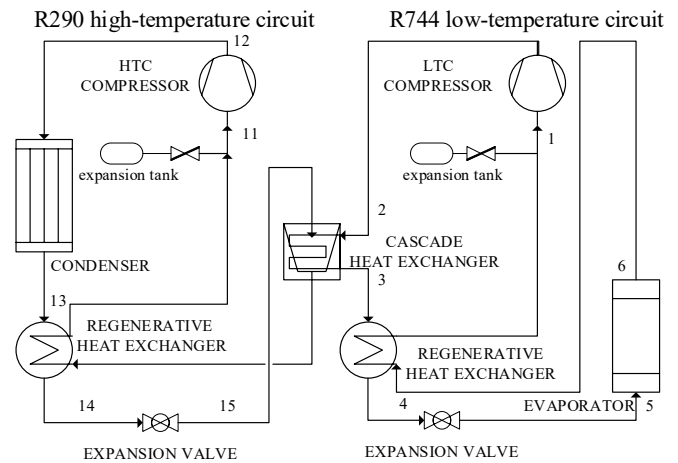 R290 high-temperature circuit
R744 low-temperature circuit
12
HTC
COMPRESSOR
LTC
COMPRESSOR
11
1
expansion tank
expansion tank
2
CASCADE
HEAT EXCHANGER
CONDENSER
3
6
13
REGENERATIVE
HEAT EXCHANGER
REGENERATIVE
HEAT EXCHANGER
14
15
4
EVAPORATOR
5
EXPANSION VALVE
EXPANSION VALVE